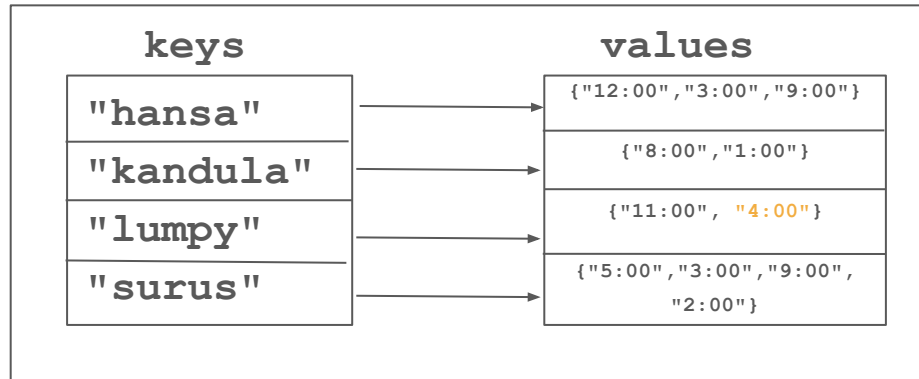 keys values
"hansa" {"12:00","3:00","9:00"}
"kandula" {"8:00","1:00"}
"lumpy" {"11:00", "4:00"}
"surus" {"5:00","3:00","9:00",
"2:00"}